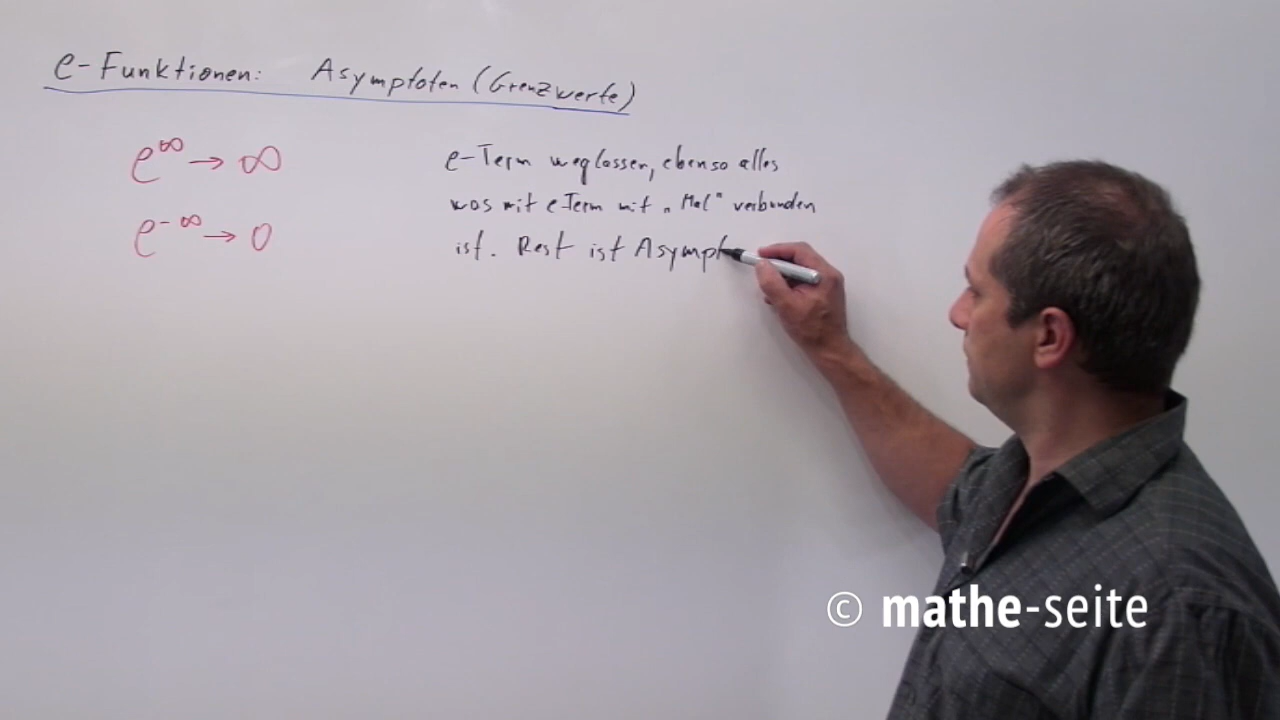 e-Funktionen: Asymptoten (Grenzwerte)
e^∞ → ∞
e^-∞ → 0
e-Term weglassen, ebenso alles
was mit e-Term mit „Mal" verbunden
ist. Rest ist Asympt
© mathe-seite